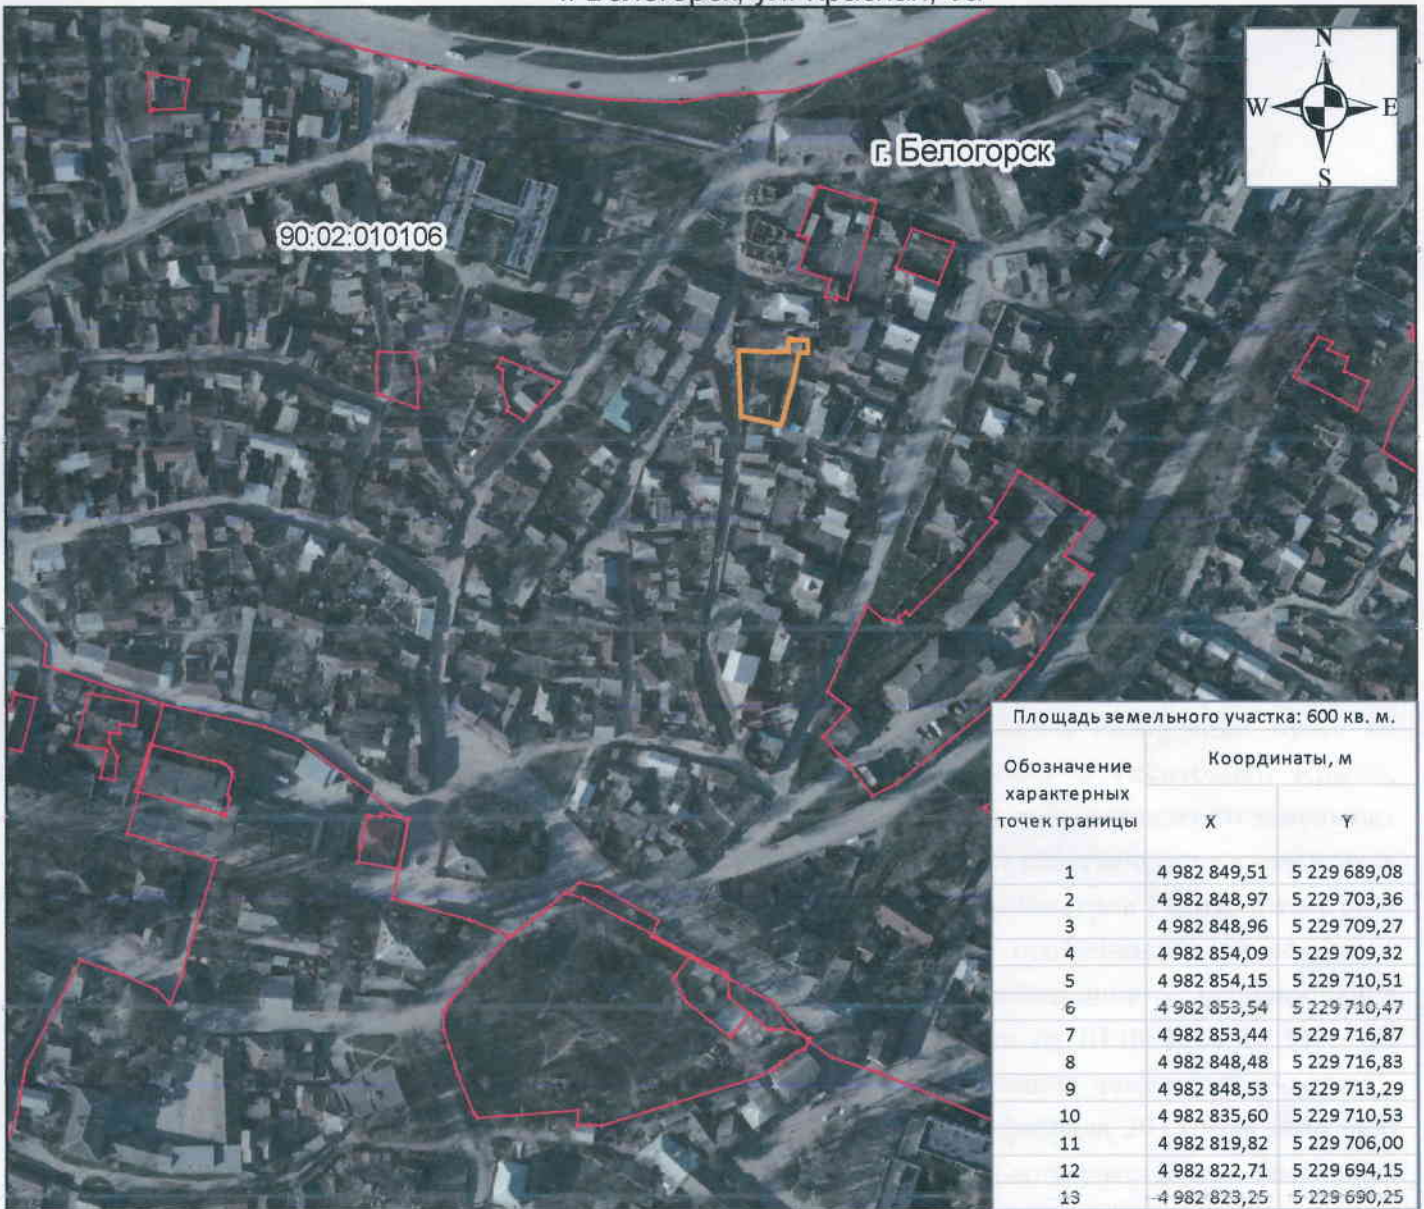 г. Белогорск
90:02:010106
N
W
E
S
Площадь земельного участка: 600 кв. м.
Обозначение характерных точек границы
Координаты, м
X
Y
1 4 982 849,51 5 229 689,08
2 4 982 848,97 5 229 703,36
3 4 982 848,96 5 229 709,27
4 4 982 854,09 5 229 709,32
5 4 982 854,15 5 229 710,51
6 4 982 853,54 5 229 710,47
7 4 982 853,44 5 229 716,87
8 4 982 848,48 5 229 716,83
9 4 982 848,53 5 229 713,29
10 4 982 835,60 5 229 710,53
11 4 982 819,82 5 229 706,00
12 4 982 822,71 5 229 694,15
13 4 982 823,25 5 229 690,25